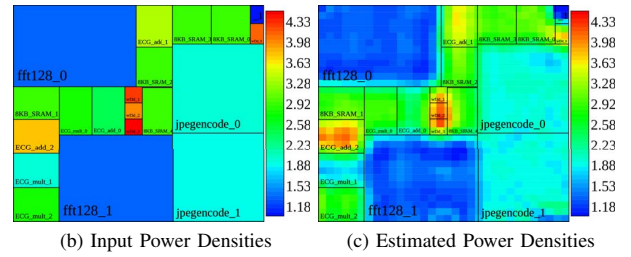 ECG_adc_1
8KB_SRAM_3
8KB_SRAM_0
fft128_0
8KB_SRAM_2
8KB_SRAM_1
ECG_mult_0
ECG_add_0
8KB_SRAM_4
jpegencode_0
ECG_add_2
ECG_mult_1
ECG_mult_2
fft128_1
jpegencode_1
4.33
3.98
3.63
3.28
2.92
2.58
2.23
1.88
1.53
1.18
ECG_adc_1
8KB_SRAM_3
8KB_SRAM_0
fft128_0
8KB_SRAM_2
8KB_SRAM_1
ECG_mult_0
ECG_add_0
8KB_SRAM_4
jpegencode_0
ECG_add_2
ECG_mult_1
ECG_mult_2
fft128_1
jpegencode_1
4.33
3.98
3.63
3.28
2.93
2.58
2.23
1.88
1.53
1.18
(b) Input Power Densities
(c) Estimated Power Densities